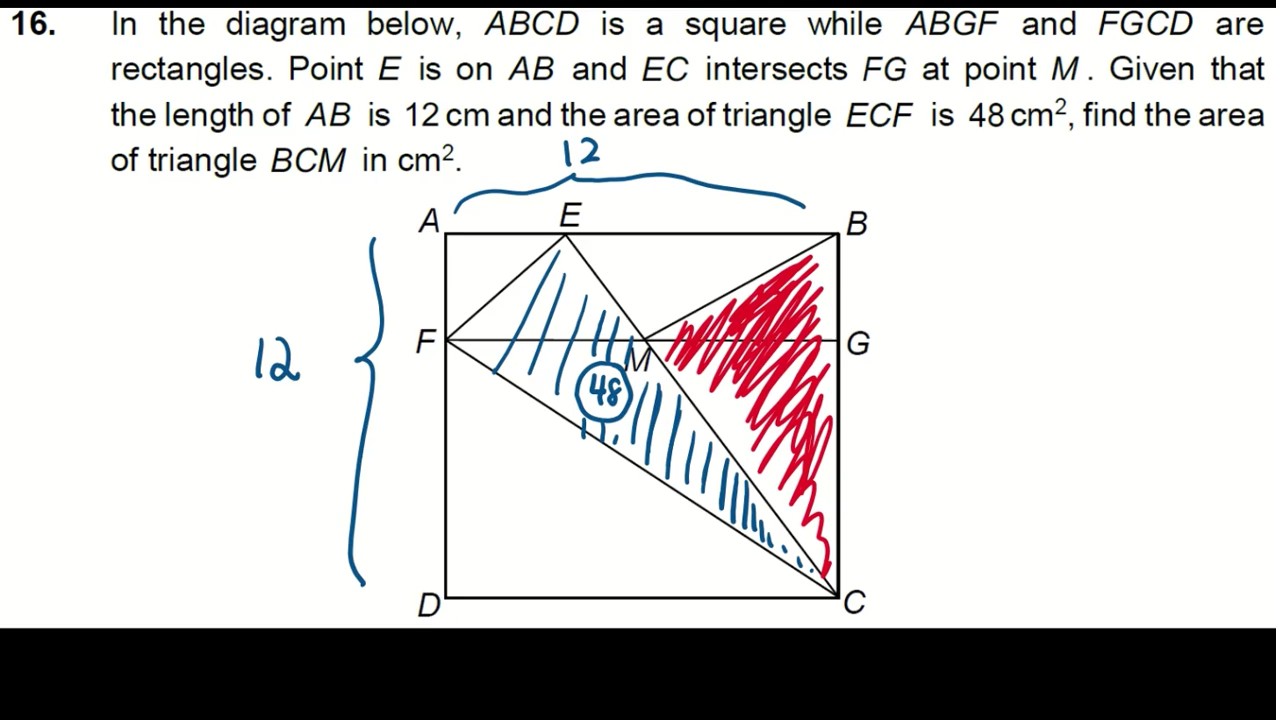 16. In the diagram below, ABCD is a square while ABGF and FGCD are
rectangles. Point E is on AB and EC intersects FG at point M. Given that
the length of AB is 12 cm and the area of triangle ECF is 48 cm², find the area
of triangle BCM in cm².
12
A E B
F G
12 M
48
D C